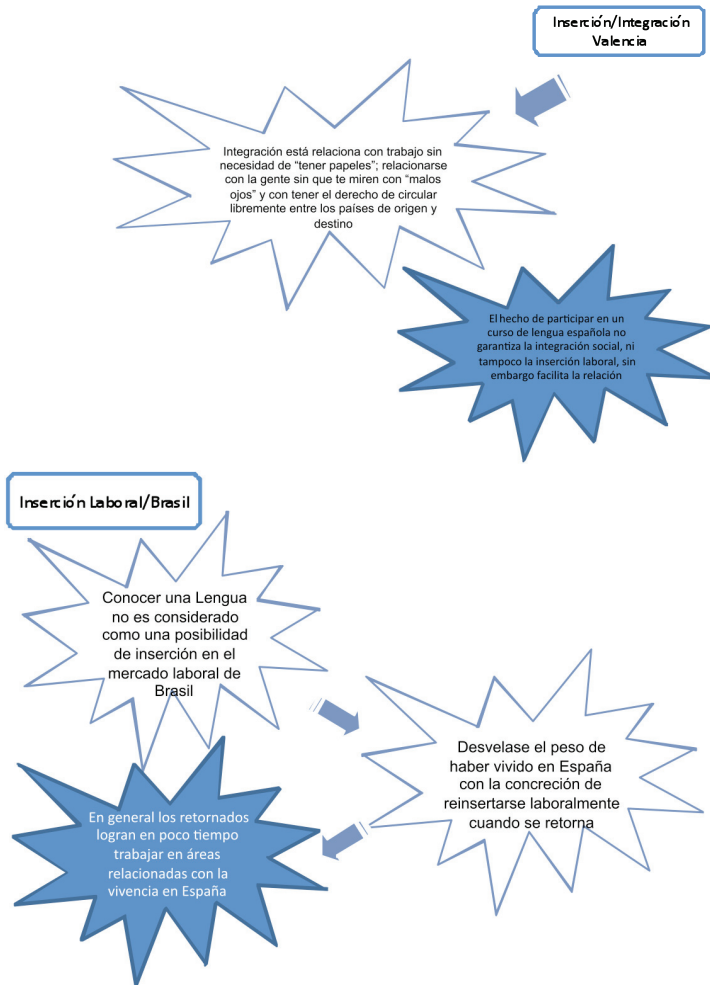 Inserción/Integración
Valencia
Integración está relaciona con trabajo sin
necesidad de “tener papeles”; relacionarse
con la gente sin que te miren con “malos
ojos” y con tener el derecho de circular
libremente entre los países de origen y
destino
El hecho de participar en un
curso de lengua española no
garantiza la integración social, ni
tampoco la inserción laboral, sin
embargo facilita la relación
Inserción Laboral/Brasil
Conocer una Lengua
no es considerado
como una posibilidad
de inserción en el
mercado laboral de
Brasil
Desvelase el peso de
haber vivido en España
con la concreción de
reinsertarse laboralmente
cuando se retorna
En general los retornados
logran en poco tiempo
trabajar en áreas
relacionadas con la
vivencia en España